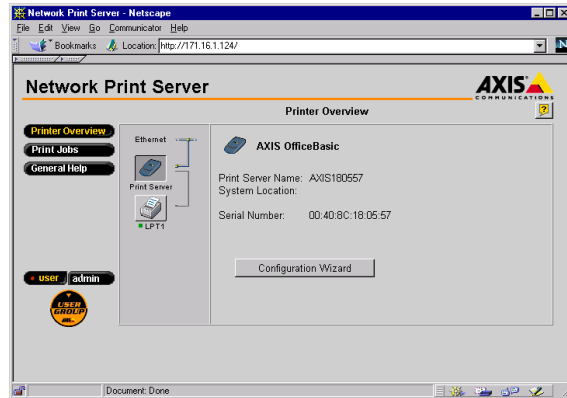 Network Print Server - Netscape
File Edit View Go Communicator Help
Bookmarks Location: http://171.16.1.124/
Network Print Server
AXIS
COMMUNICATIONS
Printer Overview
?
Printer Overview
Print Jobs
General Help
Ethernet
Print Server
LPT1
AXIS OfficeBasic
Print Server Name: AXIS180557
System Location:
Serial Number: 00:40:8C:18:05:57
Configuration Wizard
user admin
USER
GROUP
Document: Done